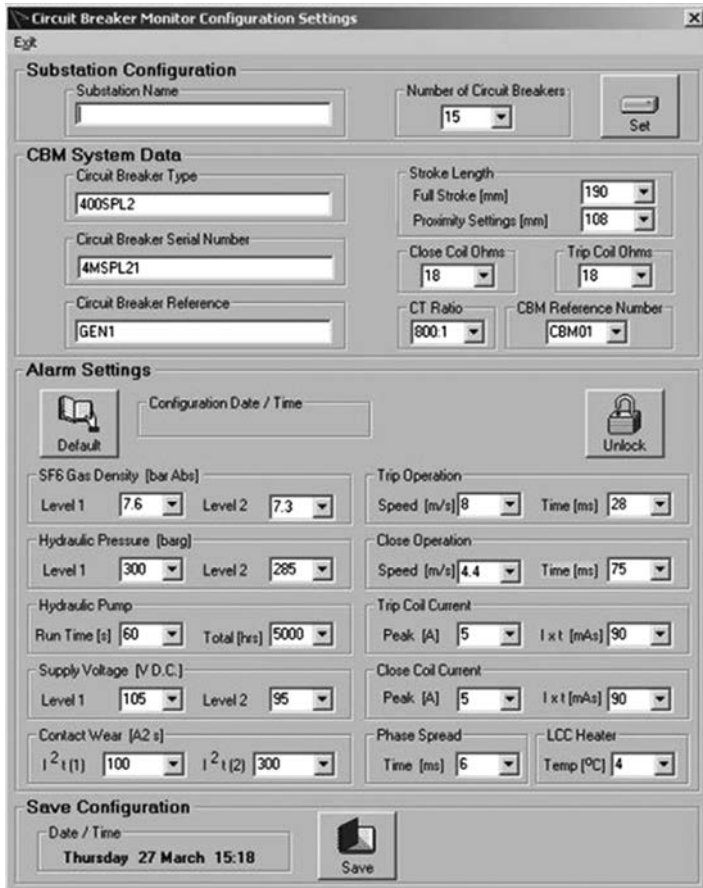 Circuit Breaker Monitor Configuration Settings
Exit
Substation Configuration
Substation Name
Number of Circuit Breakers
15
Set
CBM System Data
Circuit Breaker Type
400SPL2
Stroke Length
Full Stroke [mm] 190
Proximity Settings [mm] 108
Circuit Breaker Serial Number
4MSPL21
Close Coil Ohms
18
Trip Coil Ohms
18
Circuit Breaker Reference
GEN1
CT Ratio
800:1
CBM Reference Number
CBM01
Alarm Settings
Default
Configuration Date / Time
Unlock
SF6 Gas Density [bar Abs]
Level 1 7.6 Level 2 7.3
Trip Operation
Speed [m/s] 8 Time [ms] 28
Hydraulic Pressure [barg]
Level 1 300 Level 2 285
Close Operation
Speed [m/s] 4.4 Time [ms] 75
Hydraulic Pump
Run Time [s] 60 Total [hrs] 5000
Trip Coil Current
Peak [A] 5 I x t [mAs] 90
Supply Voltage [V D.C.]
Level 1 105 Level 2 95
Close Coil Current
Peak [A] 5 I x t [mAs] 90
Contact Wear [A2 s]
I 2 t (1) 100 I 2 t (2) 300
Phase Spread
Time [ms] 6
LCC Heater
Temp [ºC] 4
Save Configuration
Date / Time
Thursday 27 March 15:18
Save